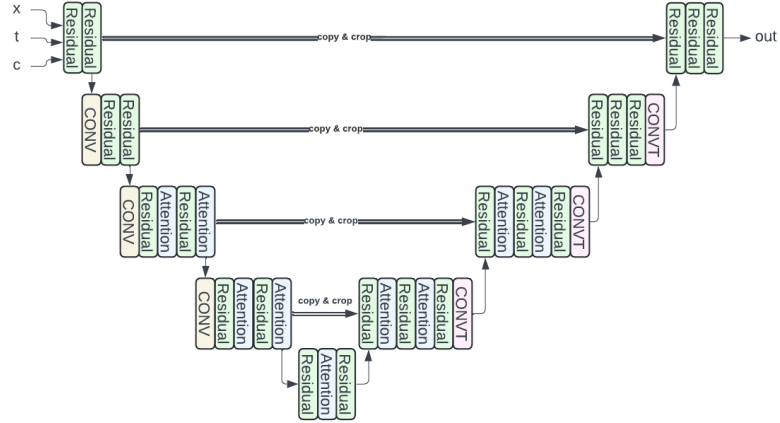 x
t
c
Residual
Residual
copy & crop
Residual
Residual
Residual
out
CONV
Residual
Residual
copy & crop
Residual
Residual
Residual
CONVT
CONV
Residual
Attention
Residual
Attention
copy & crop
Residual
Attention
Residual
Attention
Residual
CONVT
CONV
Residual
Attention
Residual
Attention
copy & crop
Residual
Attention
Residual
Attention
Residual
CONVT
Residual
Attention
Residual